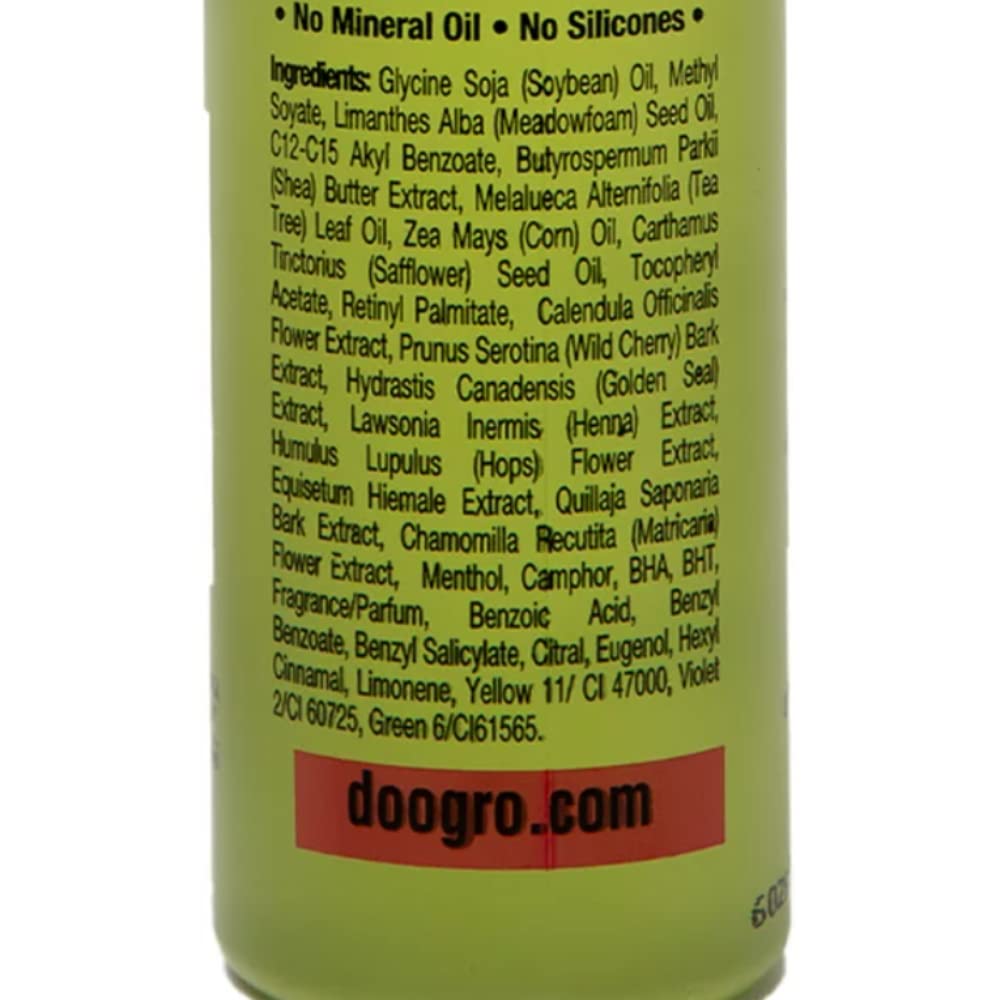 • No Mineral Oil • No Silicones •
Ingredients: Glycine Soja (Soybean) Oil, Methyl
Soyate, Limanthes Alba (Meadowfoam) Seed Oil,
C12-C15 Akyl Benzoate, Butyrospermum Parkii
(Shea) Butter Extract, Melalueca Alternifolia (Tea
Tree) Leaf Oil, Zea Mays (Corn) Oil, Carthamus
Tinctorius (Safflower) Seed Oil, Tocopheryl
Acetate, Retinyl Palmitate, Calendula Officinalis
Flower Extract, Prunus Serotina (Wild Cherry) Bark
Extract, Hydrastis Canadensis (Golden Seal)
Extract, Lawsonia Inermis (Henna) Extract,
Humulus Lupulus (Hops) Flower Extract,
Equisetum Hiemale Extract, Quillaja Saponaria
Bark Extract, Chamomilla Recutita (Matricaria)
Flower Extract, Menthol, Camphor, BHA, BHT,
Fragrance/Parfum, Benzoic Acid, Benzyl
Benzoate, Benzyl Salicylate, Citral, Eugenol, Hexyl
Cinnamal, Limonene, Yellow 11/ CI 47000, Violet
2/CI 60725, Green 6/CI61565.
doogro.com